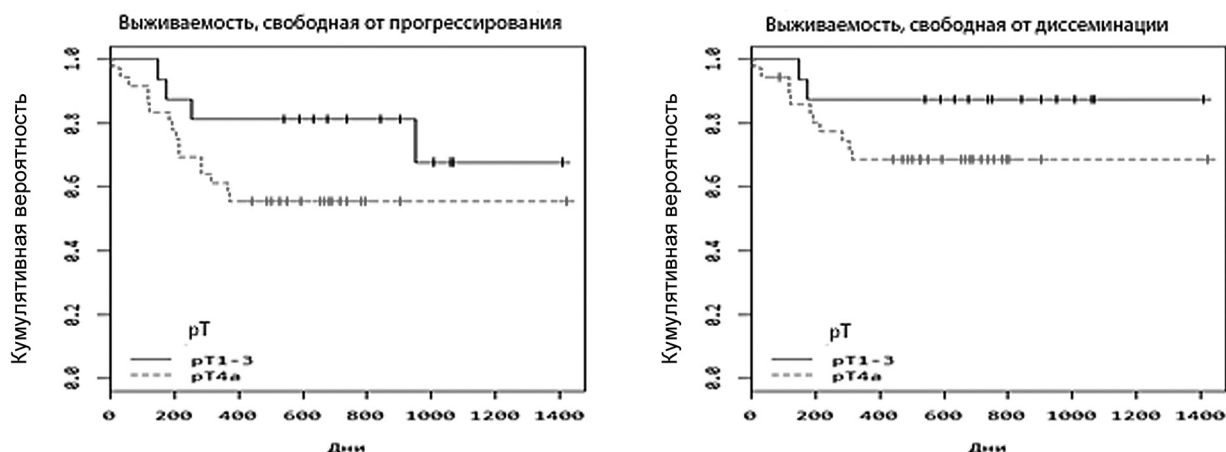 Выживаемость, свободная от прогрессирования
Кумулятивная вероятность
1.0
0.8
0.6
0.4
0.2
0.0
рТ
pT1-3
pT4a
0 200 400 600 800 1000 1200 1400
Дни
Выживаемость, свободная от диссеминации
Кумулятивная вероятность
1.0
0.8
0.6
0.4
0.2
0.0
рТ
pT1-3
pT4a
0 200 400 600 800 1000 1200 1400
Дни